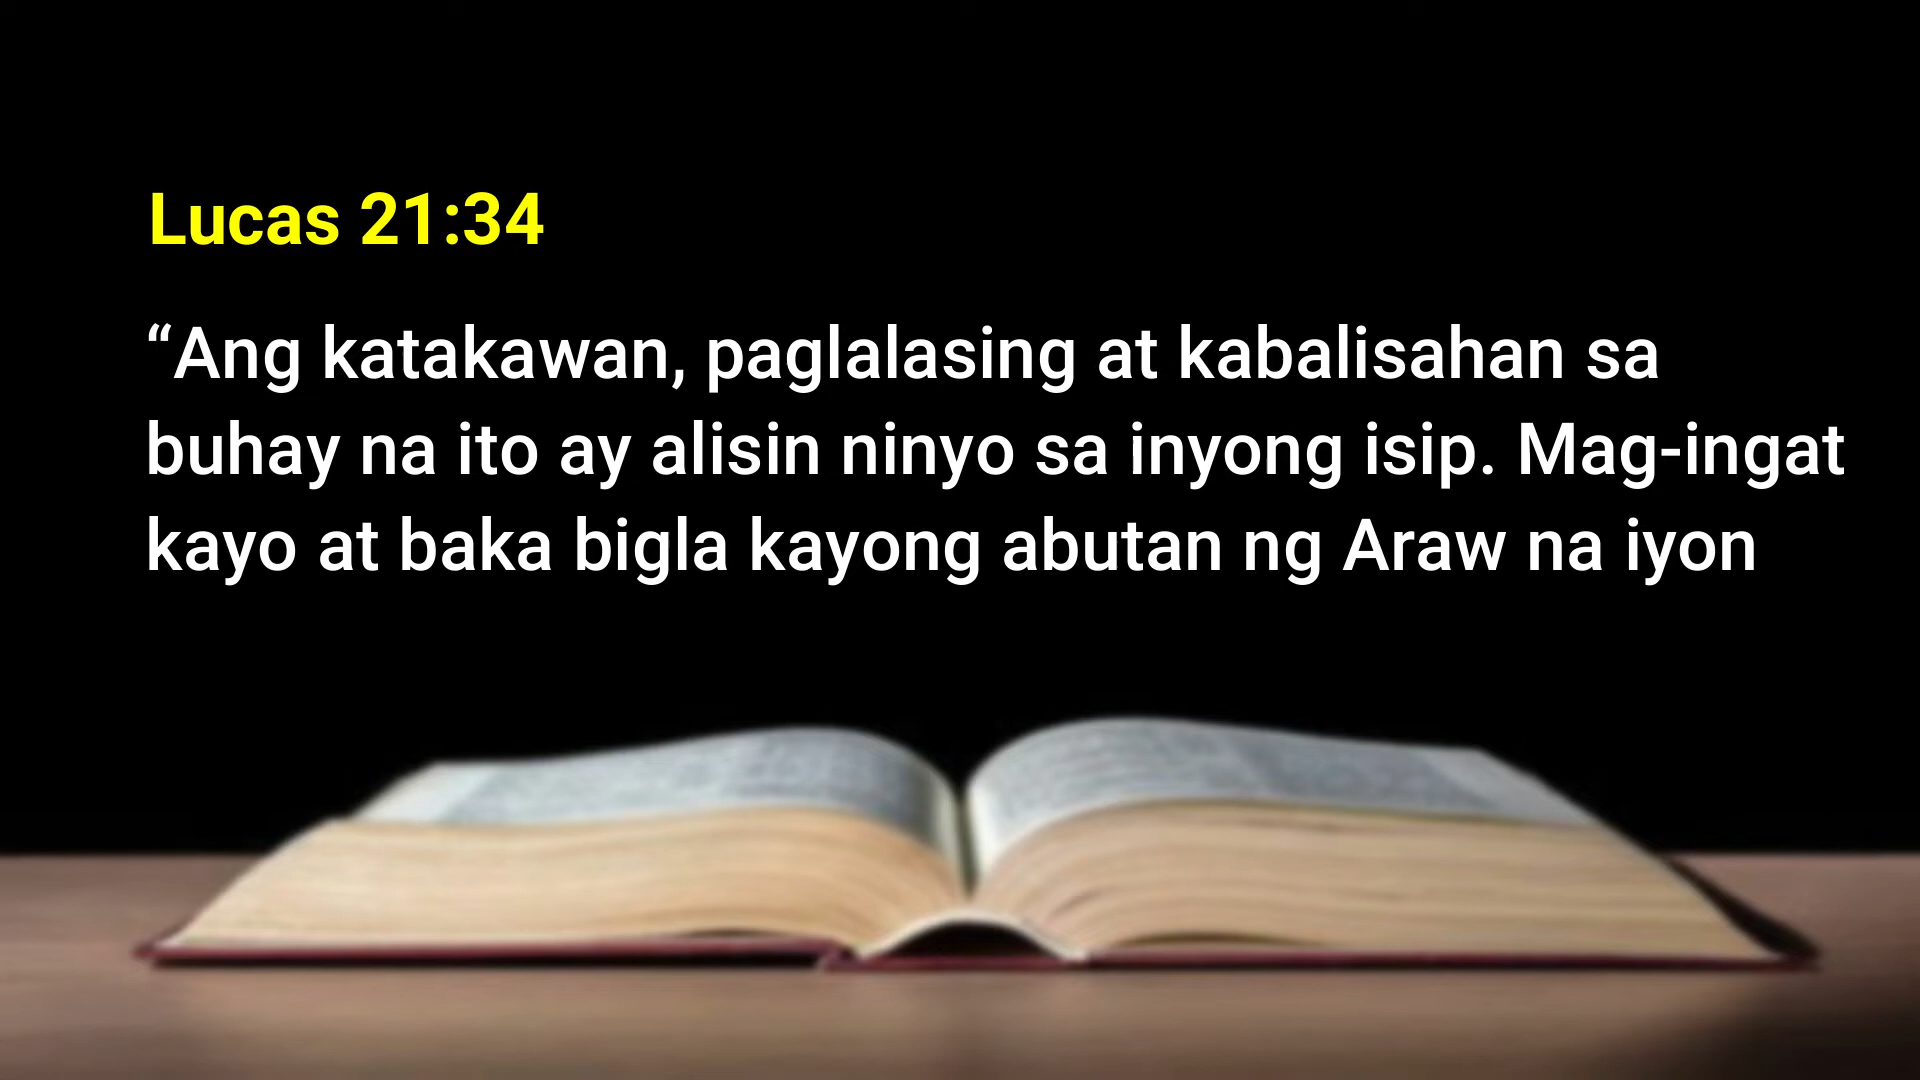 Lucas 21:34
“Ang katakawan, paglalasing at kabalisahan sa
buhay na ito ay alisin ninyo sa inyong isip. Mag-ingat
kayo at baka bigla kayong abutan ng Araw na iyon